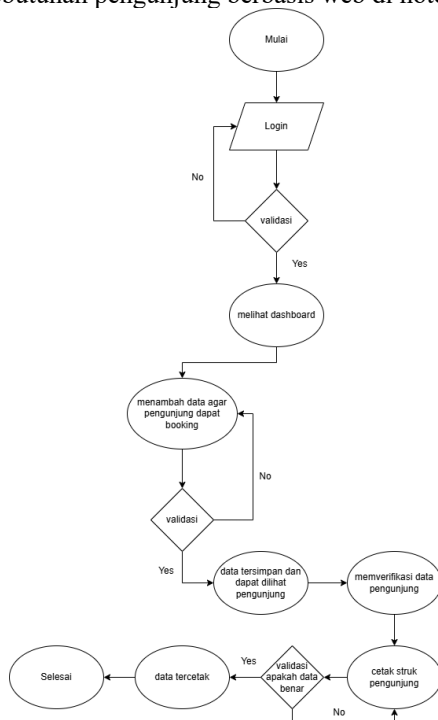 pengunjung berbasis web di
Mulai
Login
No
validasi
Yes
melihat dashboard
menambah data agar
pengunjung dapat
booking
No
validasi
Yes
data tersimpan dan
dapat dilihat
pengunjung
memverifikasi data
pengunjung
Selesai
data tercetak
Yes
validasi
apakah data
benar
cetak struk
pengunjung
No